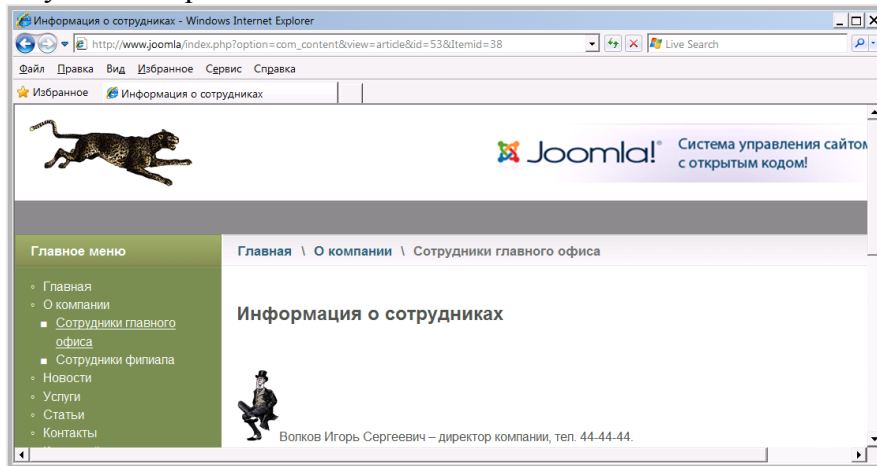 Информация о сотрудниках - Windows Internet Explorer
http://www.joomla/index.php?option=com_content&view=article&id=53&Itemid=38
Live Search
Файл Правка Вид Избранное Сервис Справка
Избранное Информация о сотрудниках
Joomla!® Система управления сайтом
с открытым кодом!
Главное меню
Главная \ О компании \ Сотрудники главного офиса
Главная
О компании
Сотрудники главного
офиса
Сотрудники филиала
Новости
Услуги
Статьи
Контакты
Информация о сотрудниках
Волков Игорь Сергеевич – директор компании, тел. 44-44-44.